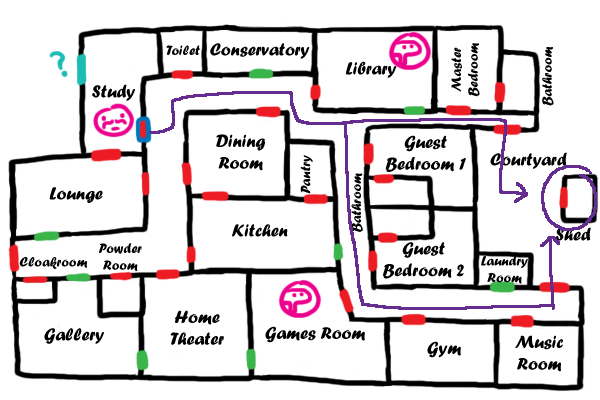 ?
Toilet
Conservatory
Library
Master
Bedroom
Bathroom
Study
Dining
Room
Pantry
Guest
Bedroom 1
Courtyard
Lounge
Bathroom
Shed
Kitchen
Cloakroom
Powder
Room
Guest
Bedroom 2
Laundry
Room
Gallery
Home
Theater
Games Room
Gym
Music
Room